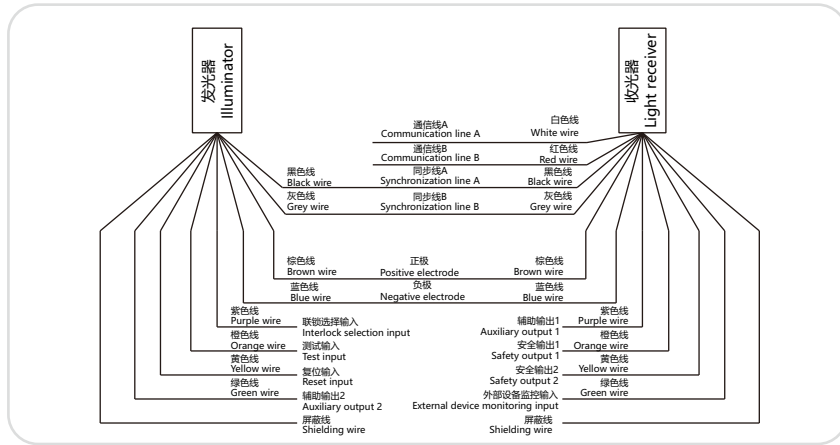 发光器
Illuminator
收光器
Light receiver
通信线A
Communication line A
白色线
White wire
通信线B
Communication line B
红色线
Red wire
黑色线
Black wire
同步线A
Synchronization line A
黑色线
Black wire
灰色线
Grey wire
同步线B
Synchronization line B
灰色线
Grey wire
棕色线
Brown wire
正极
Positive electrode
棕色线
Brown wire
蓝色线
Blue wire
负极
Negative electrode
蓝色线
Blue wire
紫色线
Purple wire
联锁选择输入
Interlock selection input
辅助输出1
Auxiliary output 1
紫色线
Purple wire
橙色线
Orange wire
测试输入
Test input
安全输出1
Safety output 1
橙色线
Orange wire
黄色线
Yellow wire
复位输入
Reset input
安全输出2
Safety output 2
黄色线
Yellow wire
绿色线
Green wire
辅助输出2
Auxiliary output 2
外部设备监控输入
External device monitoring input
绿色线
Green wire
屏蔽线
Shielding wire
屏蔽线
Shielding wire